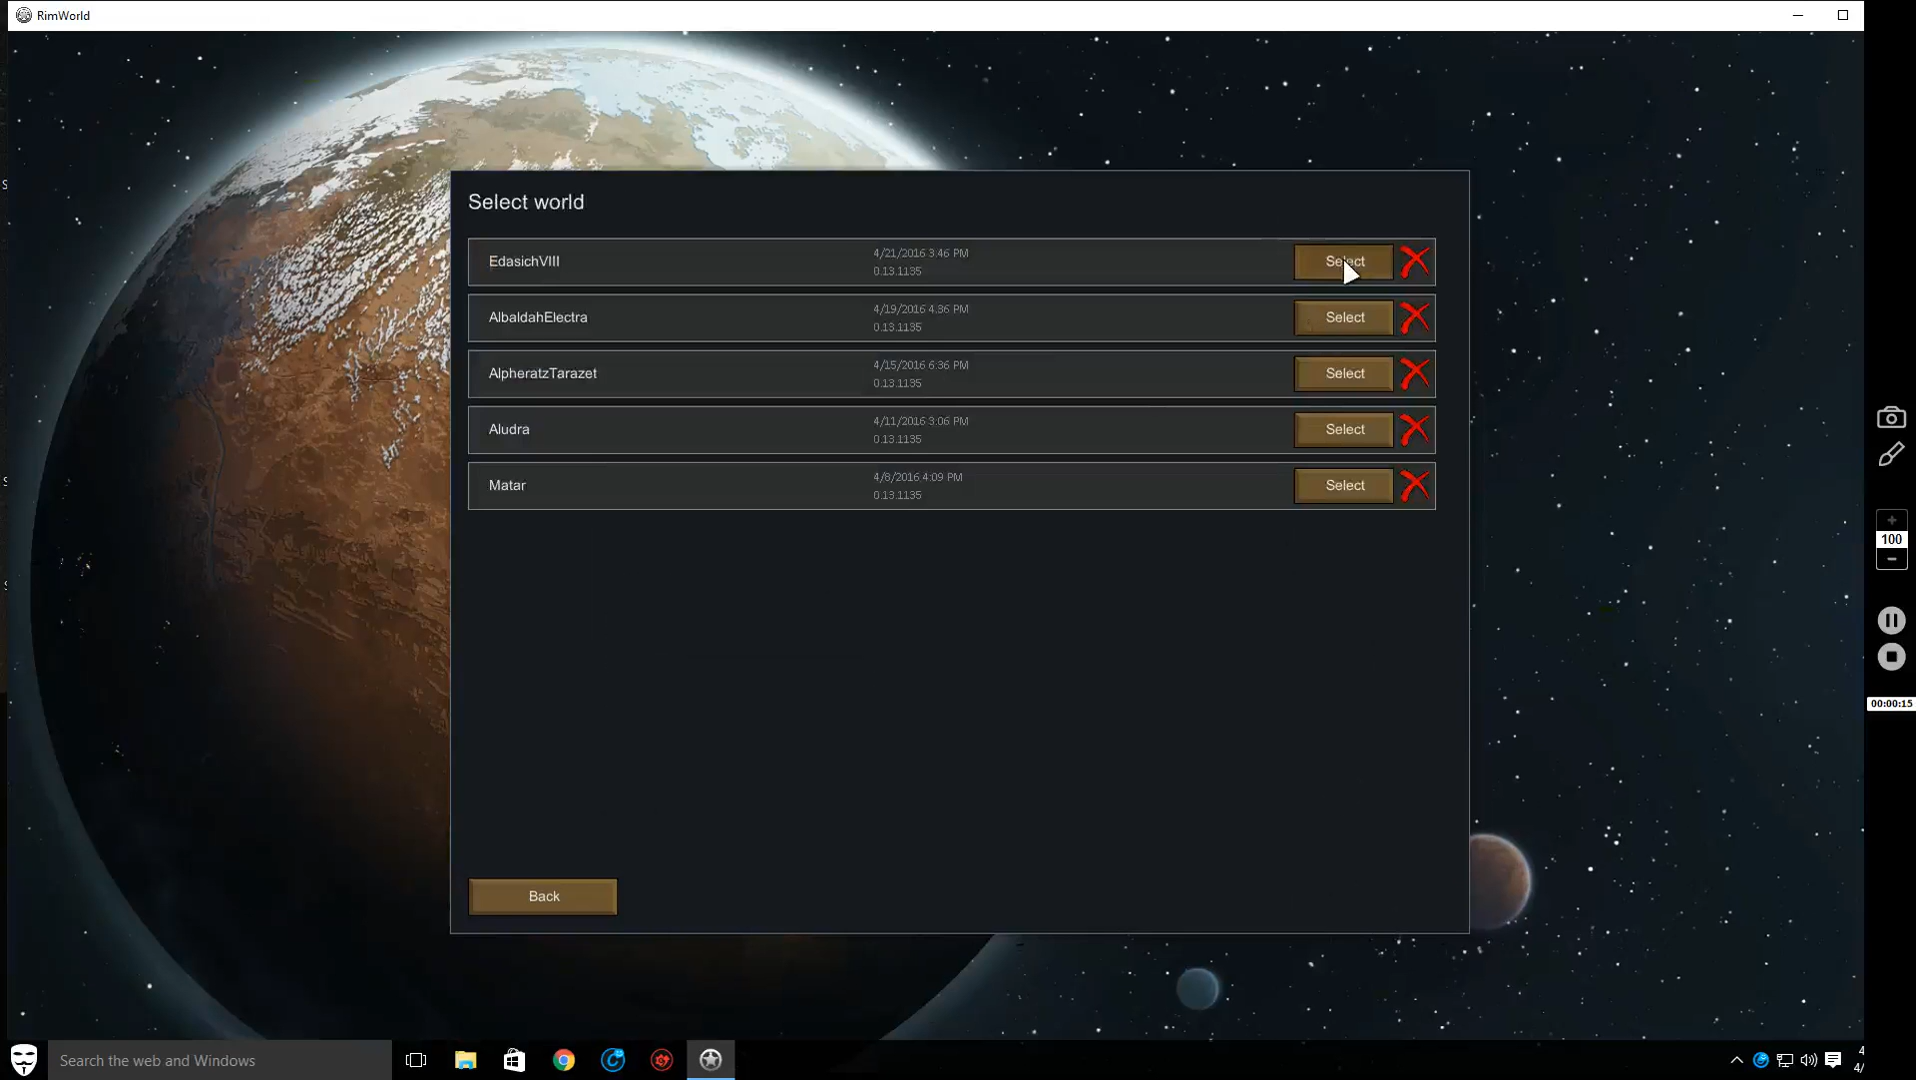 RimWorld
Select world
EdasichVIII
4/21/2016 3:46 PM
0.13.1135
Select
AlbaldahElectra
4/19/2016 4:36 PM
0.13.1135
Select
AlpheratzTarazet
4/15/2016 6:36 PM
0.13.1135
Select
Aludra
4/11/2016 3:06 PM
0.13.1135
Select
Matar
4/8/2016 4:09 PM
0.13.1135
Select
Back
100
00:00:15
Search the web and Windows
4
4/